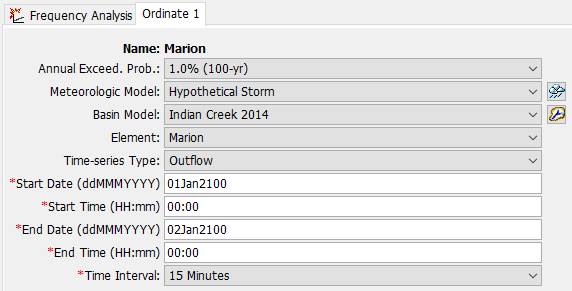 Frequency Analysis Ordinate 1
Name: Marion
Annual Exceed. Prob.: 1.0% (100-yr)
Meteorologic Model: Hypothetical Storm
Basin Model: Indian Creek 2014
Element: Marion
Time-series Type: Outflow
*Start Date (ddMMMYYYY) 01Jan2100
*Start Time (HH:mm) 00:00
*End Date (ddMMMYYYY) 02Jan2100
*End Time (HH:mm) 00:00
*Time Interval: 15 Minutes